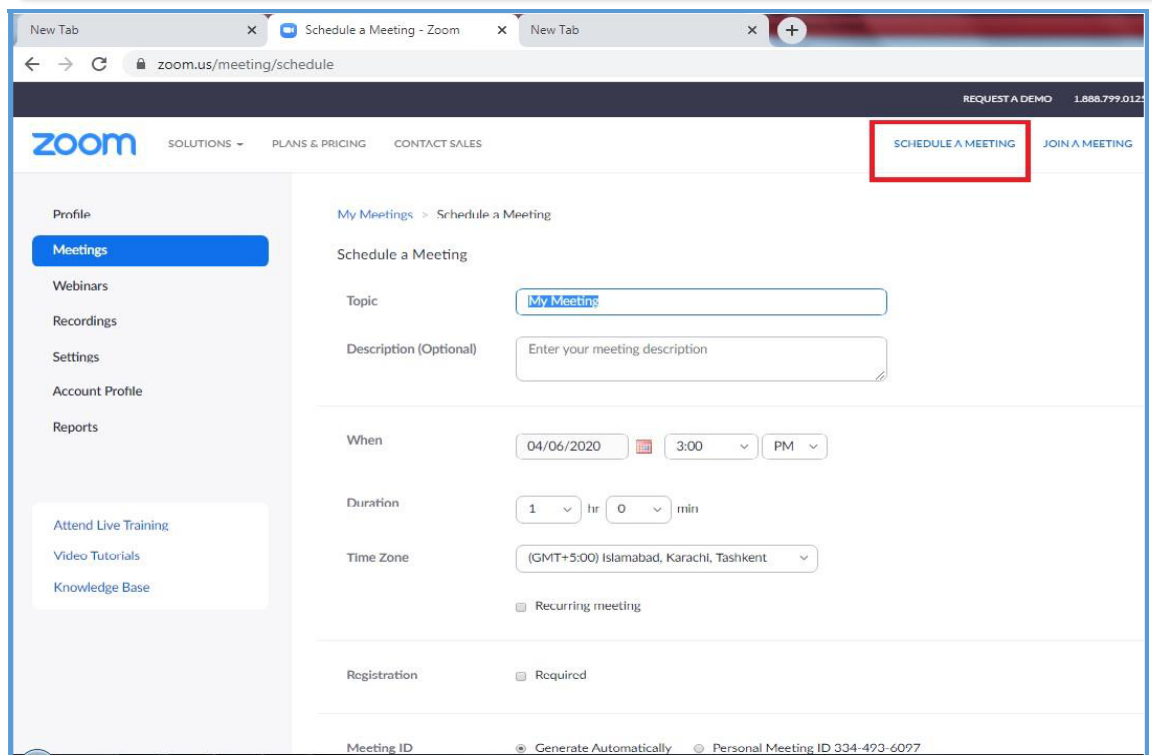 New Tab Schedule a Meeting - Zoom New Tab
zoom.us/meeting/schedule
REQUEST A DEMO 1.888.799.0125
zoom SOLUTIONS PLANS & PRICING CONTACT SALES SCHEDULE A MEETING JOIN A MEETING
Profile
Meetings
Webinars
Recordings
Settings
Account Profile
Reports
Attend Live Training
Video Tutorials
Knowledge Base
My Meetings > Schedule a Meeting
Schedule a Meeting
Topic My Meeting
Description (Optional) Enter your meeting description
When 04/06/2020 3:00 PM
Duration 1 hr 0 min
Time Zone (GMT+5:00) Islamabad, Karachi, Tashkent
Recurring meeting
Registration Required
Meeting ID Generate Automatically Personal Meeting ID 334-493-6097